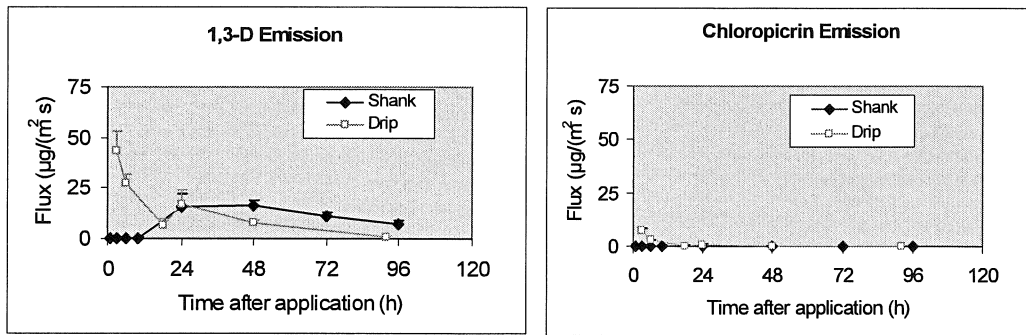 1,3-D Emission
75
50
25
0
Flux (µg/(m² s)
Shank
Drip
0 24 48 72 96 120
Time after application (h)
Chloropicrin Emission
75
50
25
0
Flux (µg/(m² s)
Shank
Drip
0 24 48 72 96 120
Time after application (h)